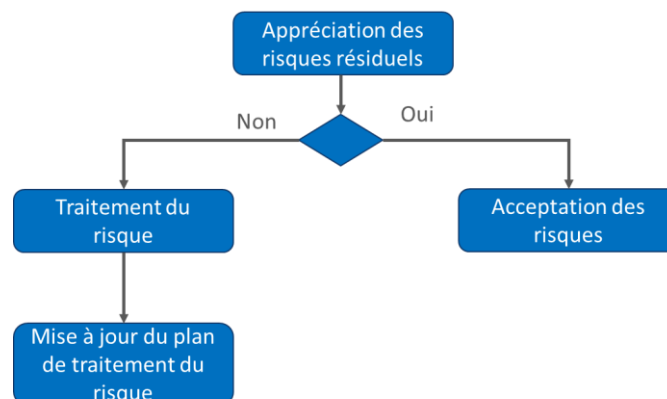 Appréciation des
risques résiduels
Non
Oui
Traitement du
risque
Acceptation des
risques
Mise à jour du plan
de traitement du
risque